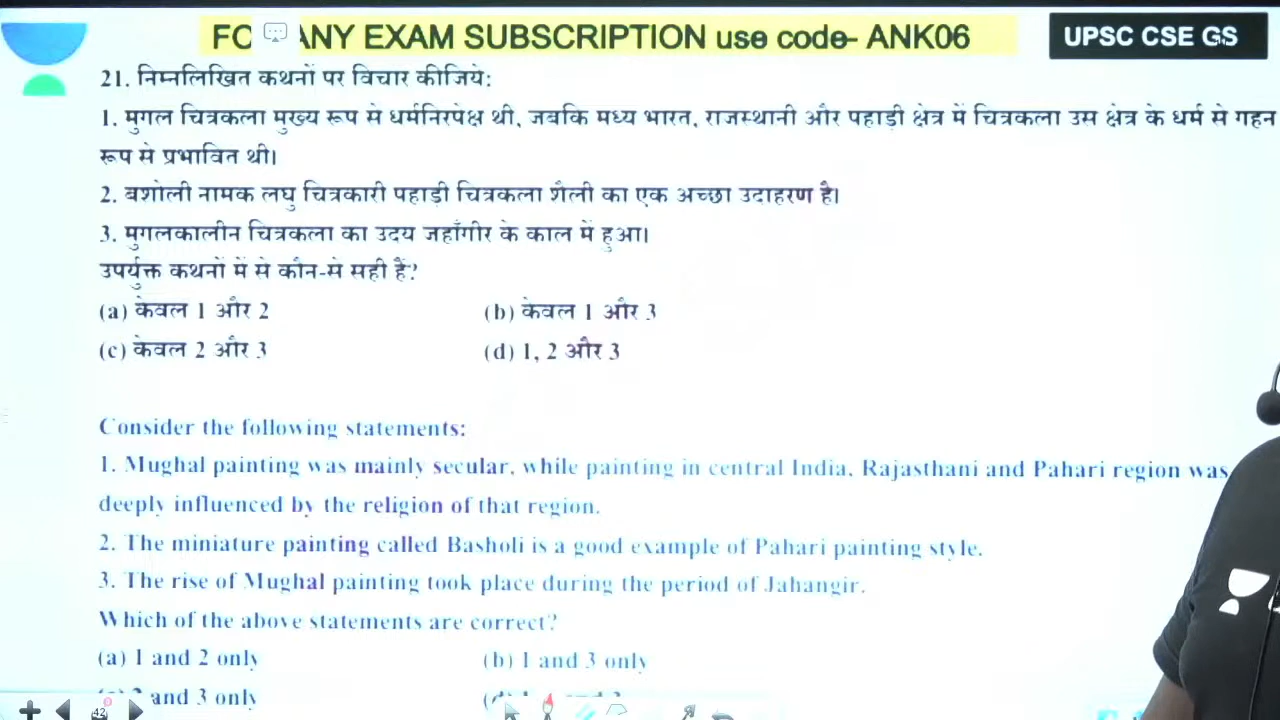 FO ANY EXAM SUBSCRIPTION use code- ANK06
UPSC CSE GS
21. निम्नलिखित कथनों पर विचार कीजिये:
1. मुगल चित्रकला मुख्य रूप से धर्मनिरपेक्ष थी, जबकि मध्य भारत, राजस्थानी और पहाड़ी क्षेत्र में चित्रकला उस क्षेत्र के धर्म से गहन
रूप से प्रभावित थी।
2. बशोली नामक लघु चित्रकारी पहाड़ी चित्रकला शैली का एक अच्छा उदाहरण है।
3. मुगलकालीन चित्रकला का उदय जहाँगीर के काल में हुआ।
उपर्युक्त कथनों में से कौन-से सही हैं?
(a) केवल 1 और 2 (b) केवल 1 और 3
(c) केवल 2 और 3 (d) 1, 2 और 3
Consider the following statements:
1. Mughal painting was mainly secular, while painting in central India, Rajasthani and Pahari region was
deeply influenced by the religion of that region.
2. The miniature painting called Basholi is a good example of Pahari painting style.
3. The rise of Mughal painting took place during the period of Jahangir.
Which of the above statements are correct?
(a) 1 and 2 only (b) 1 and 3 only
and 3 only
42